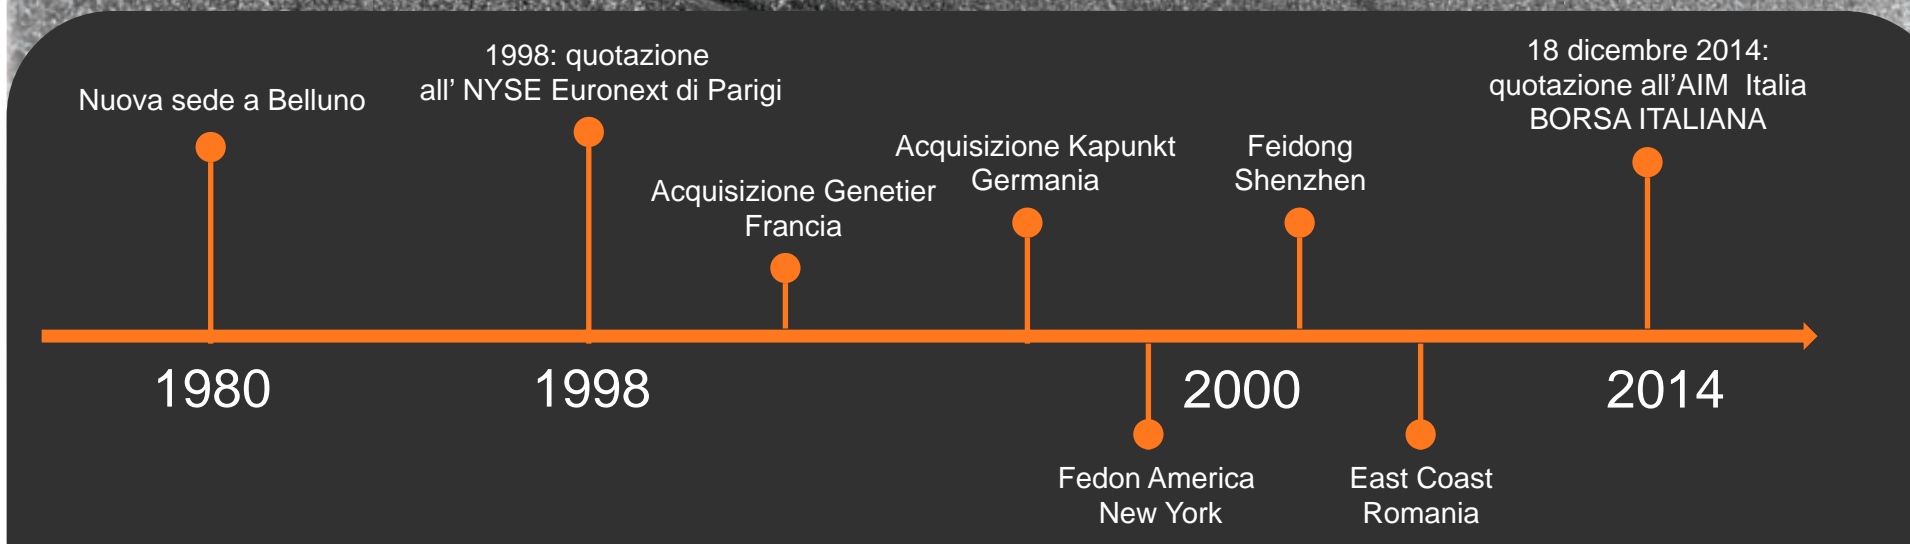 Nuova sede a Belluno
1998: quotazione
all' NYSE Euronext di Parigi
Acquisizione Genetier
Francia
Acquisizione Kapunkt
Germania
Feidong
Shenzhen
18 dicembre 2014:
quotazione all'AIM Italia
BORSA ITALIANA
1980
1998
2000
2014
Fedon America
New York
East Coast
Romania